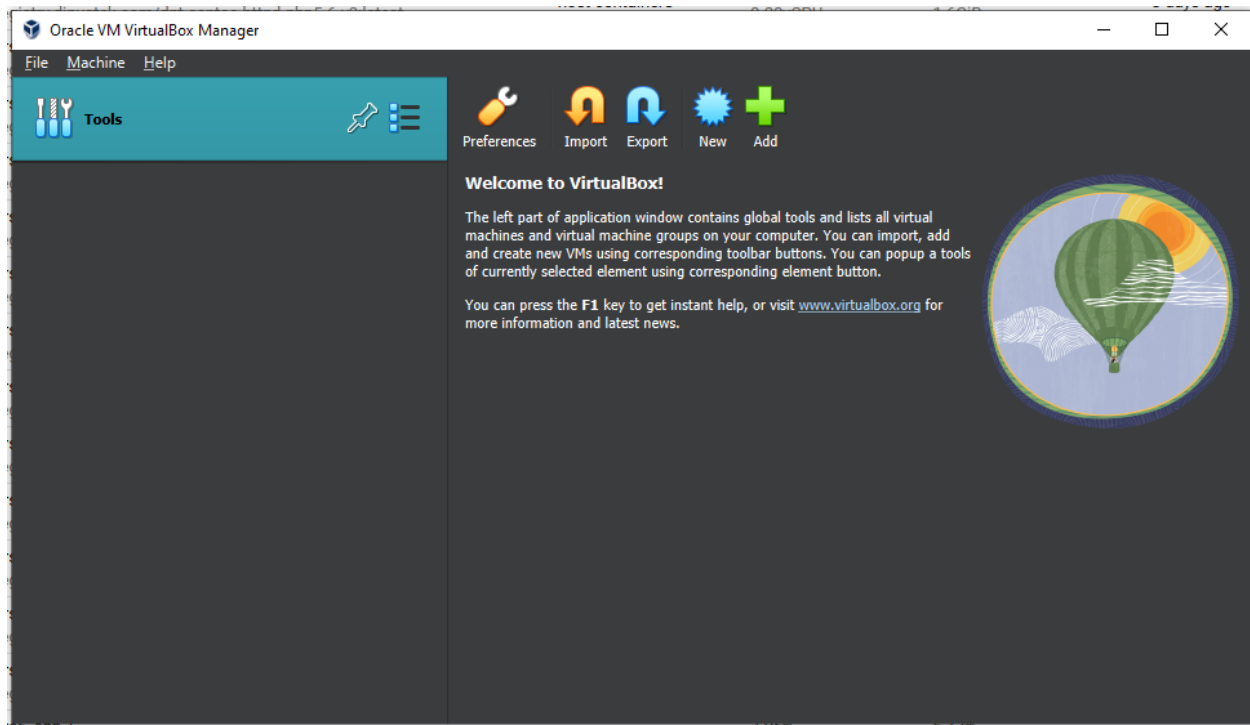 Oracle VM VirtualBox Manager
File Machine Help
Tools
Preferences Import Export New Add
Welcome to VirtualBox!
The left part of application window contains global tools and lists all virtual
machines and virtual machine groups on your computer. You can import, add
and create new VMs using corresponding toolbar buttons. You can popup a tools
of currently selected element using corresponding element button.
You can press the F1 key to get instant help, or visit www.virtualbox.org for
more information and latest news.